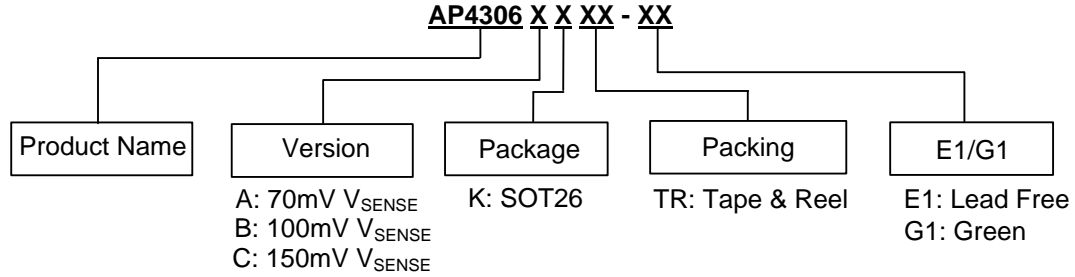 AP4306 X X XX - XX
Product Name
Version
Package
Packing
E1/G1
A: 70mV VSENSE
B: 100mV VSENSE
C: 150mV VSENSE
K: SOT26
TR: Tape & Reel
E1: Lead Free
G1: Green